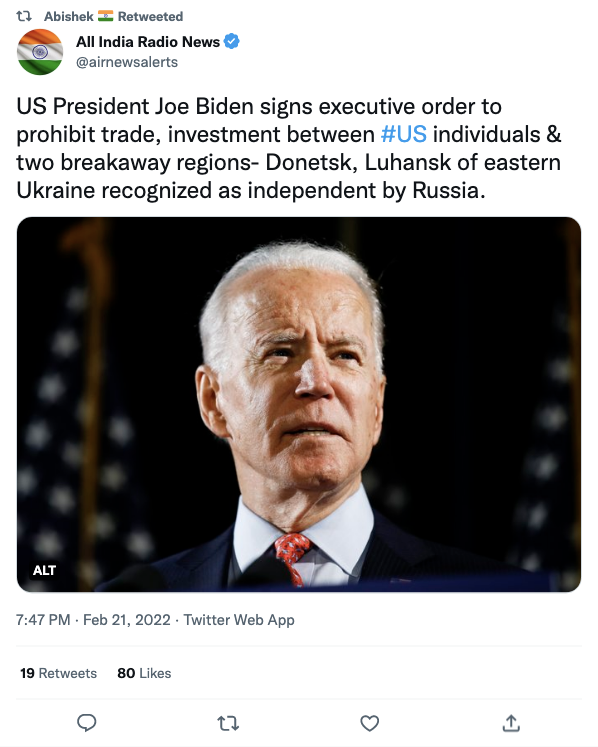 Abishek 🇮🇳 Retweeted
All India Radio News
@airnewsalerts
US President Joe Biden signs executive order to
prohibit trade, investment between #US individuals &
two breakaway regions- Donetsk, Luhansk of eastern
Ukraine recognized as independent by Russia.
ALT
7:47 PM · Feb 21, 2022 · Twitter Web App
19 Retweets 80 Likes